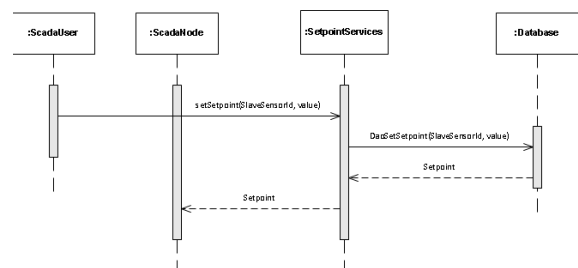 :ScadaUser
:ScadaNode
:SetpointServices
:Database
setSetpoint(SlaveSensorId, value)
DaoSetSetpoint(SlaveSensorId, value)
Setpoint
Setpoint